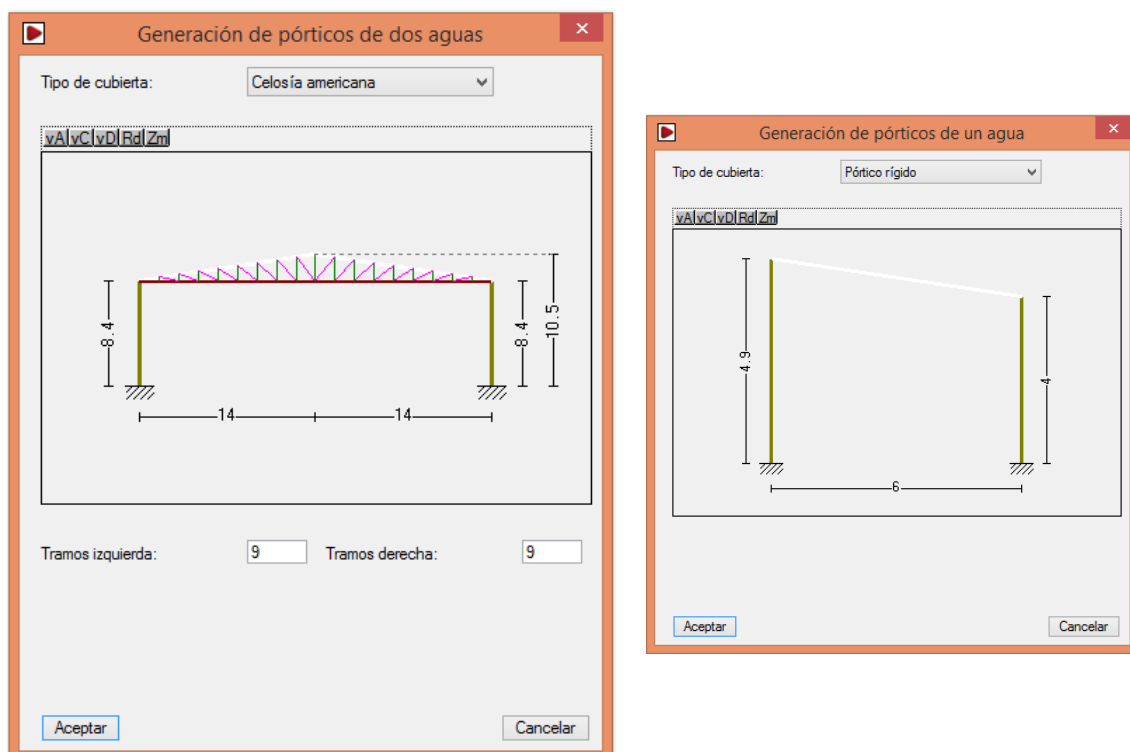 Generación de pórticos de dos aguas
Tipo de cubierta: Celosía americana
vA vC vD Rd Zm
8.4 8.4 10.5
14 14
Tramos izquierda: 9 Tramos derecha: 9
Aceptar Cancelar
Generación de pórticos de un agua
Tipo de cubierta: Pórtico rígido
vA vC vD Rd Zm
4.9 4
6
Aceptar Cancelar